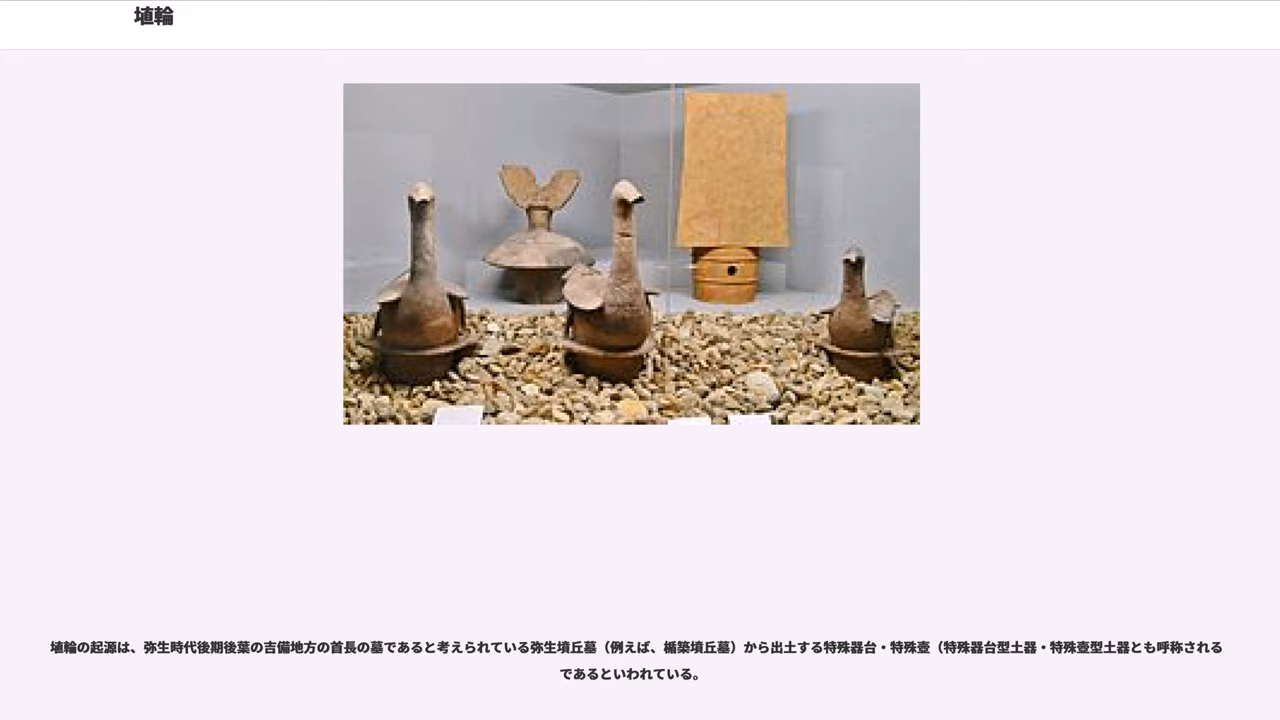 埴輪
埴輪の起源は、弥生時代後期後葉の吉備地方の首長の墓であると考えられている弥生墳丘墓（例えば、楯築墳丘墓）から出土する特殊器台・特殊壺（特殊器台型土器・特殊壺型土器とも呼称される
であるといわれている。